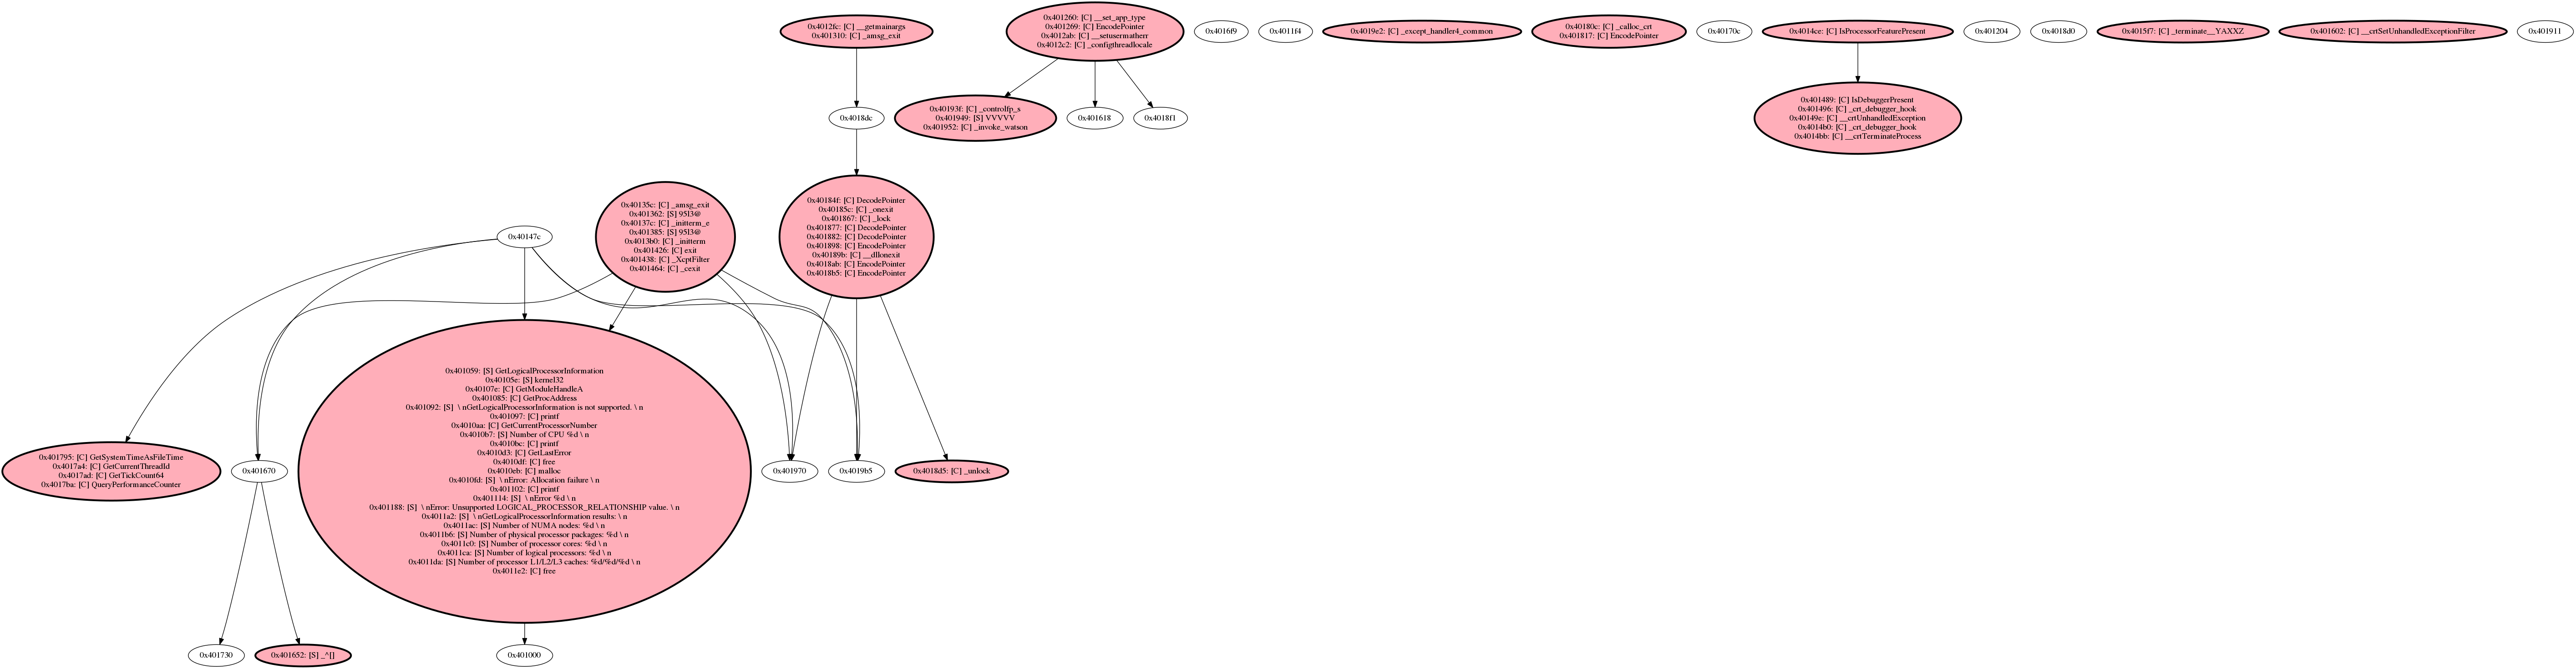 0x4012fc: [C] __getmainargs
0x401310: [C] _amsg_exit
0x401260: [C] __set_app_type
0x401269: [C] EncodePointer
0x4012ab: [C] __setusermatherr
0x4012c2: [C] _configthreadlocale
0x4016f9
0x4011f4
0x4019e2: [C] _except_handler4_common
0x40180c: [C] _calloc_crt
0x401817: [C] EncodePointer
0x40170c
0x4014ce: [C] IsProcessorFeaturePresent
0x401204
0x4018d0
0x4015f7: [C] _terminate__YAXXZ
0x401602: [C] __crtSetUnhandledExceptionFilter
0x401911
0x4018dc
0x40193f: [C] _controlfp_s
0x401949: [S] VVVVV
0x401952: [C] _invoke_watson
0x401618
0x4018f1
0x401489: [C] IsDebuggerPresent
0x401496: [C] _crt_debugger_hook
0x40149e: [C] __crtUnhandledException
0x4014b0: [C] _crt_debugger_hook
0x4014bb: [C] __crtTerminateProcess
0x40147c
0x40135c: [C] _amsg_exit
0x401362: [S] 95l3@
0x40137c: [C] _initterm_e
0x401385: [S] 95l3@
0x4013b0: [C] _initterm
0x401426: [C] exit
0x401438: [C] _XcptFilter
0x401464: [C] _cexit
0x40184f: [C] DecodePointer
0x40185c: [C] _onexit
0x401867: [C] _lock
0x401877: [C] DecodePointer
0x401882: [C] DecodePointer
0x401898: [C] EncodePointer
0x40189b: [C] __dllonexit
0x4018ab: [C] EncodePointer
0x4018b5: [C] EncodePointer
0x401795: [C] GetSystemTimeAsFileTime
0x4017a4: [C] GetCurrentThreadId
0x4017ad: [C] GetTickCount64
0x4017ba: [C] QueryPerformanceCounter
0x401670
0x401059: [S] GetLogicalProcessorInformation
0x40105e: [S] kernel32
0x40107e: [C] GetModuleHandleA
0x401085: [C] GetProcAddress
0x401092: [S] \ nGetLogicalProcessorInformation is not supported. \ n
0x401097: [C] printf
0x4010aa: [C] GetCurrentProcessorNumber
0x4010b7: [S] Number of CPU %d \ n
0x4010bc: [C] printf
0x4010d3: [C] GetLastError
0x4010df: [C] free
0x4010eb: [C] malloc
0x4010fd: [S] \ nError: Allocation failure \ n
0x401102: [C] printf
0x401114: [S] \ nError %d \ n
0x401188: [S] \ nError: Unsupported LOGICAL_PROCESSOR_RELATIONSHIP value. \ n
0x4011a2: [S] \ nGetLogicalProcessorInformation results: \ n
0x4011ac: [S] Number of NUMA nodes: %d \ n
0x4011b6: [S] Number of physical processor packages: %d \ n
0x4011c0: [S] Number of processor cores: %d \ n
0x4011ca: [S] Number of logical processors: %d \ n
0x4011da: [S] Number of processor L1/L2/L3 caches: %d/%d/%d \ n
0x4011e2: [C] free
0x401970
0x4019b5
0x4018d5: [C] _unlock
0x401730
0x401652: [S] _^[]
0x401000